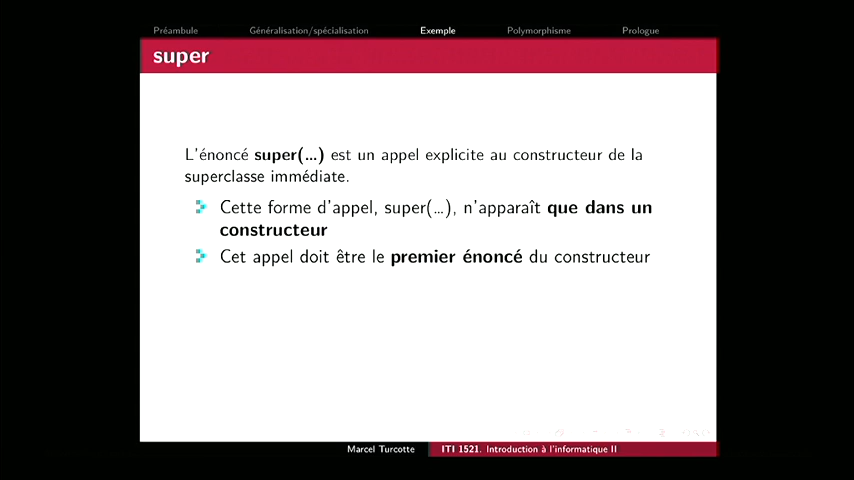 Préambule Généralisation/spécialisation Exemple Polymorphisme Prologue
super
L'énoncé super(...) est un appel explicite au constructeur de la
superclasse immédiate.
Cette forme d'appel, super(...), n'apparaît que dans un
constructeur
Cet appel doit être le premier énoncé du constructeur
Marcel Turcotte ITI 1521. Introduction à l'informatique II